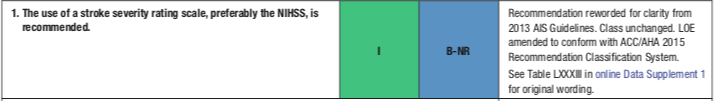 1. The use of a stroke severity rating scale, preferably the NIHSS, is
recommended.
I
B-NR
Recommendation reworded for clarity from
2013 AIS Guidelines. Class unchanged. LOE
amended to conform with ACC/AHA 2015
Recommendation Classification System.
See Table LXXXIII in online Data Supplement 1
for original wording.